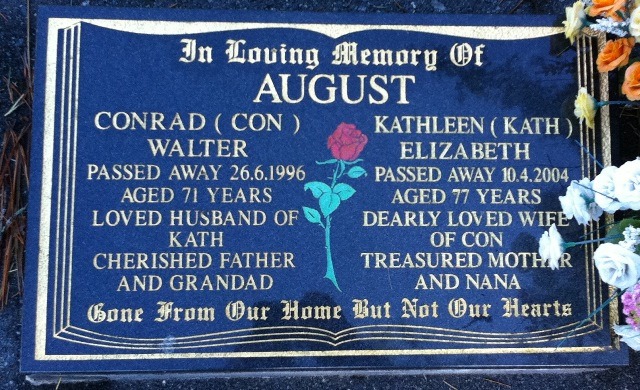 In Loving Memory Of
AUGUST
CONRAD ( CON )
WALTER
PASSED AWAY 26.6.1996
AGED 71 YEARS
LOVED HUSBAND OF
KATH
CHERISHED FATHER
AND GRANDAD
KATHLEEN ( KATH )
ELIZABETH
PASSED AWAY 10.4.2004
AGED 77 YEARS
DEARLY LOVED WIFE
OF CON
TREASURED MOTHER
AND NANA
Gone From Our Home But Not Our Hearts